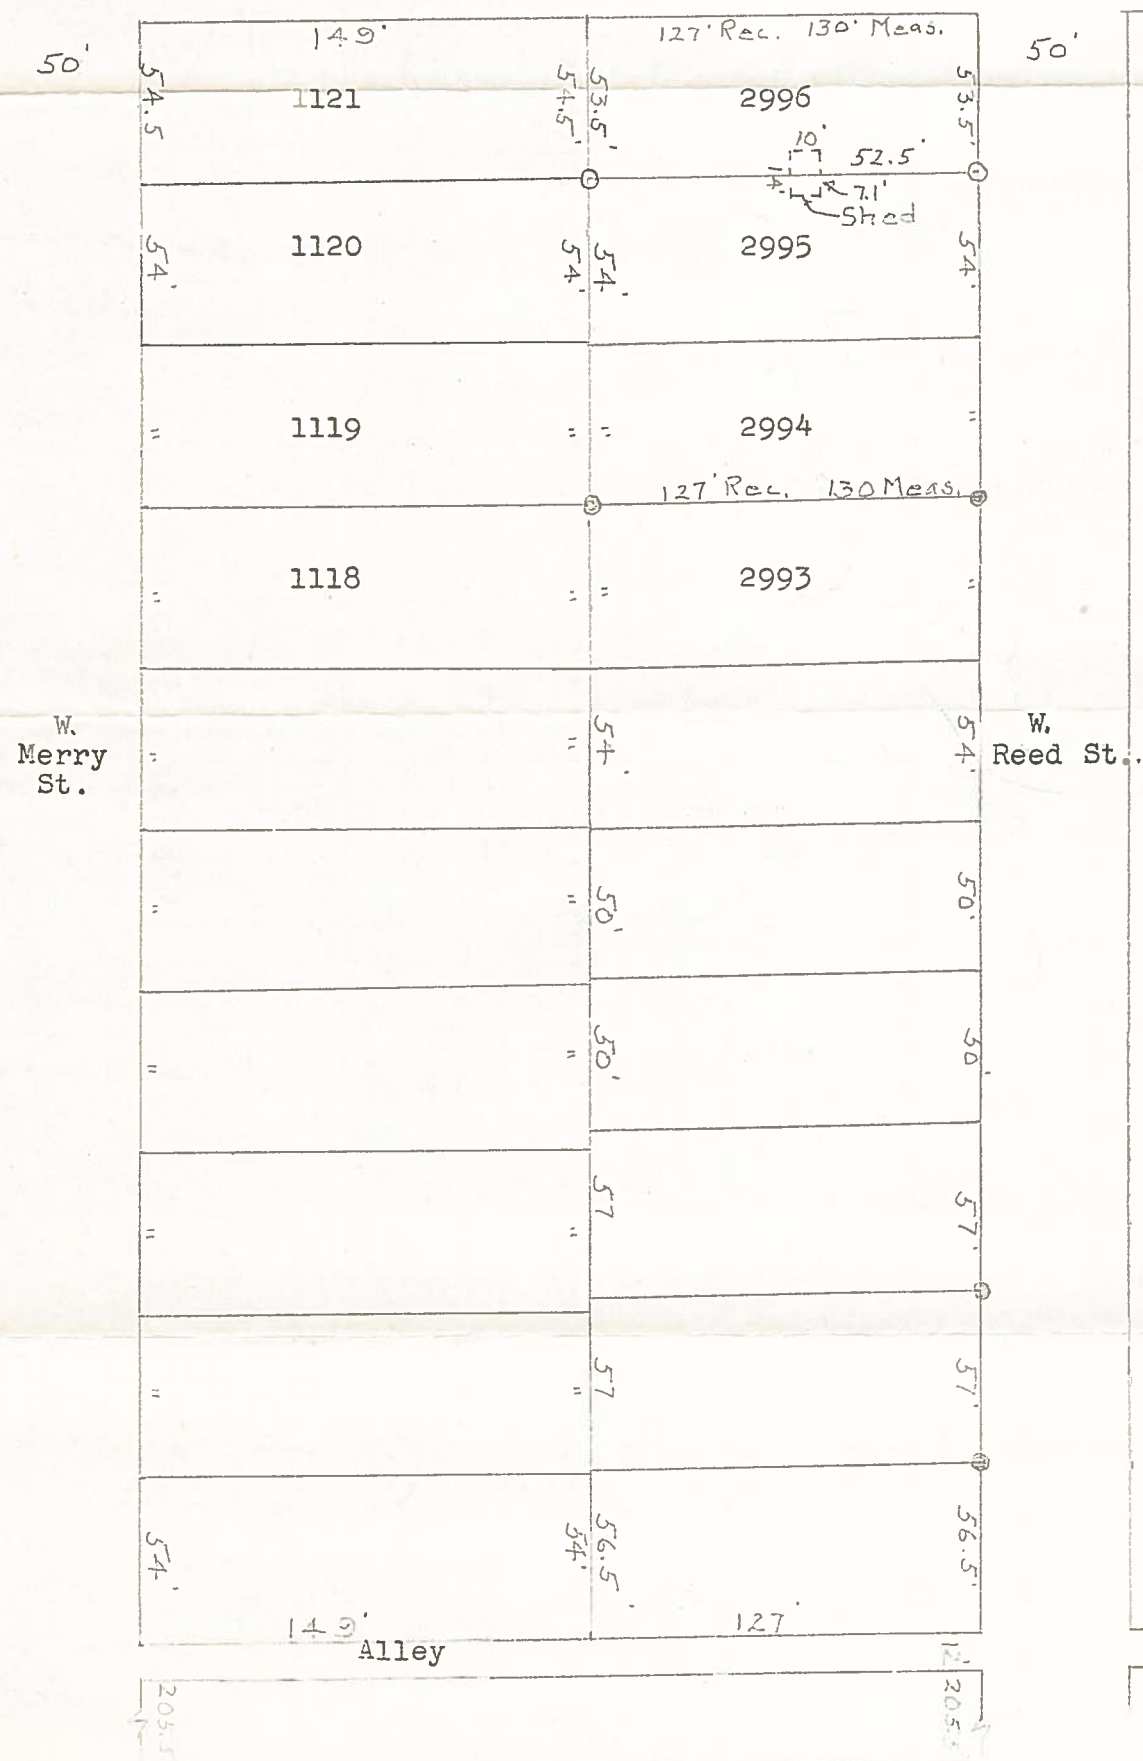 149' 127' Rec. 130' Meas.
50' 50'
54.5 54.5' 53.5' 53.5'
1121 2996
10' 52.5'
14' 7.1'
Shed
1120 2995
54' 54' 54' 54'
1119 2994
" " " "
127' Rec. 130 Meas.
1118 2993
" " " "
W.
Merry
St.
W.
Reed St.
" " 54' 54'
" " 50' 50'
" " 50' 50'
" " 57 57'
" " 57 57'
54' 54' 56.5' 56.5'
149' 127'
Alley 12'
205.5 205.5